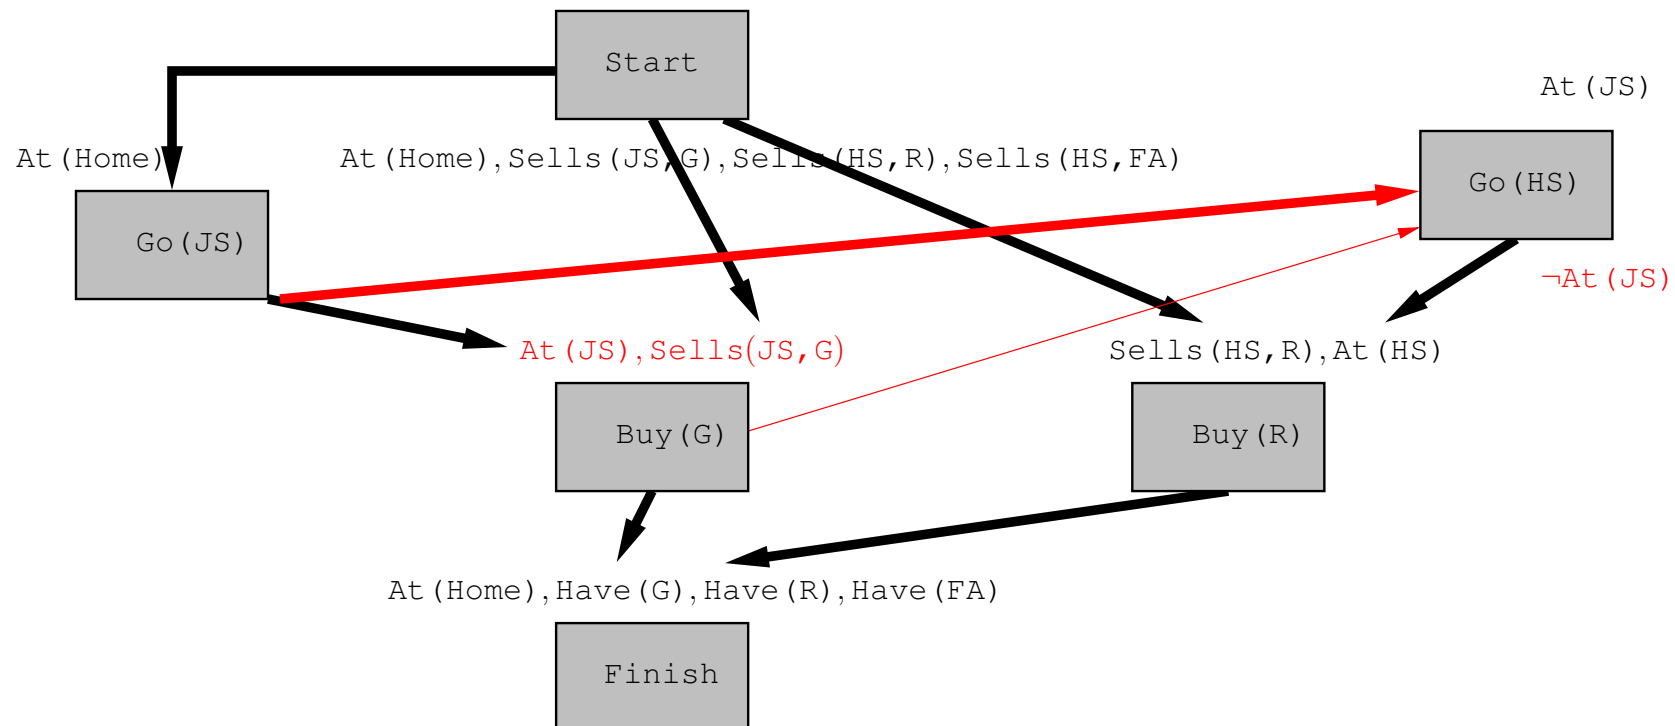 Start
At(JS)
At(Home)
At(Home),Sells(JS,G),Sells(HS,R),Sells(HS,FA)
Go(HS)
Go(JS)
¬At(JS)
At(JS),Sells(JS,G)
Sells(HS,R),At(HS)
Buy(G)
Buy(R)
At(Home),Have(G),Have(R),Have(FA)
Finish